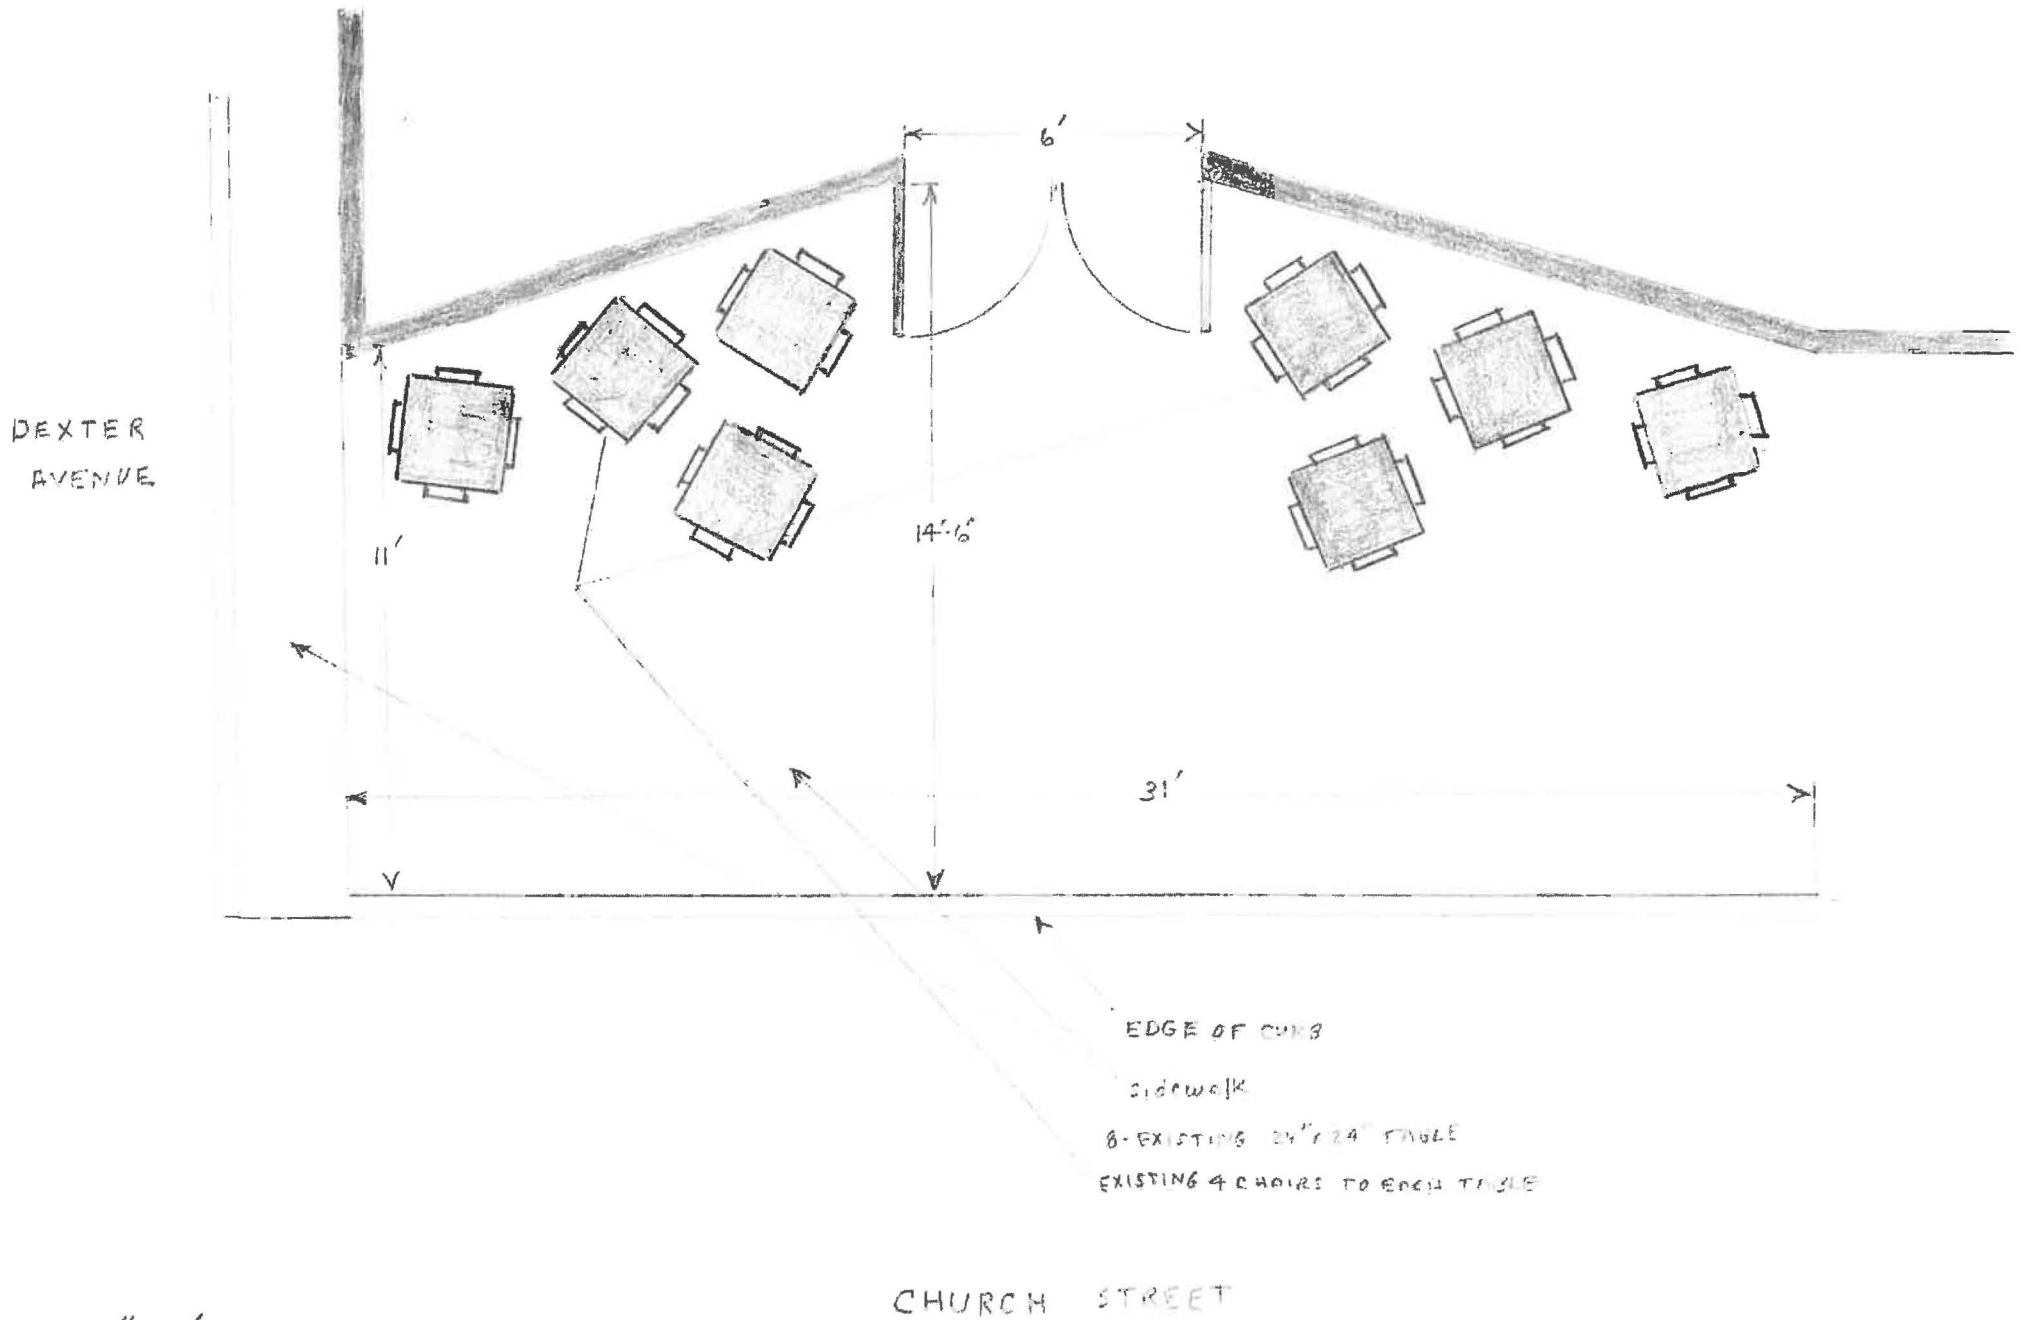 6'
DEXTER
AVENUE
11'
14'-6"
31'
EDGE OF CURB
sidewalk
8-EXISTING 24"x24" TABLE
EXISTING 4 CHAIRS TO EACH TABLE
CHURCH STREET